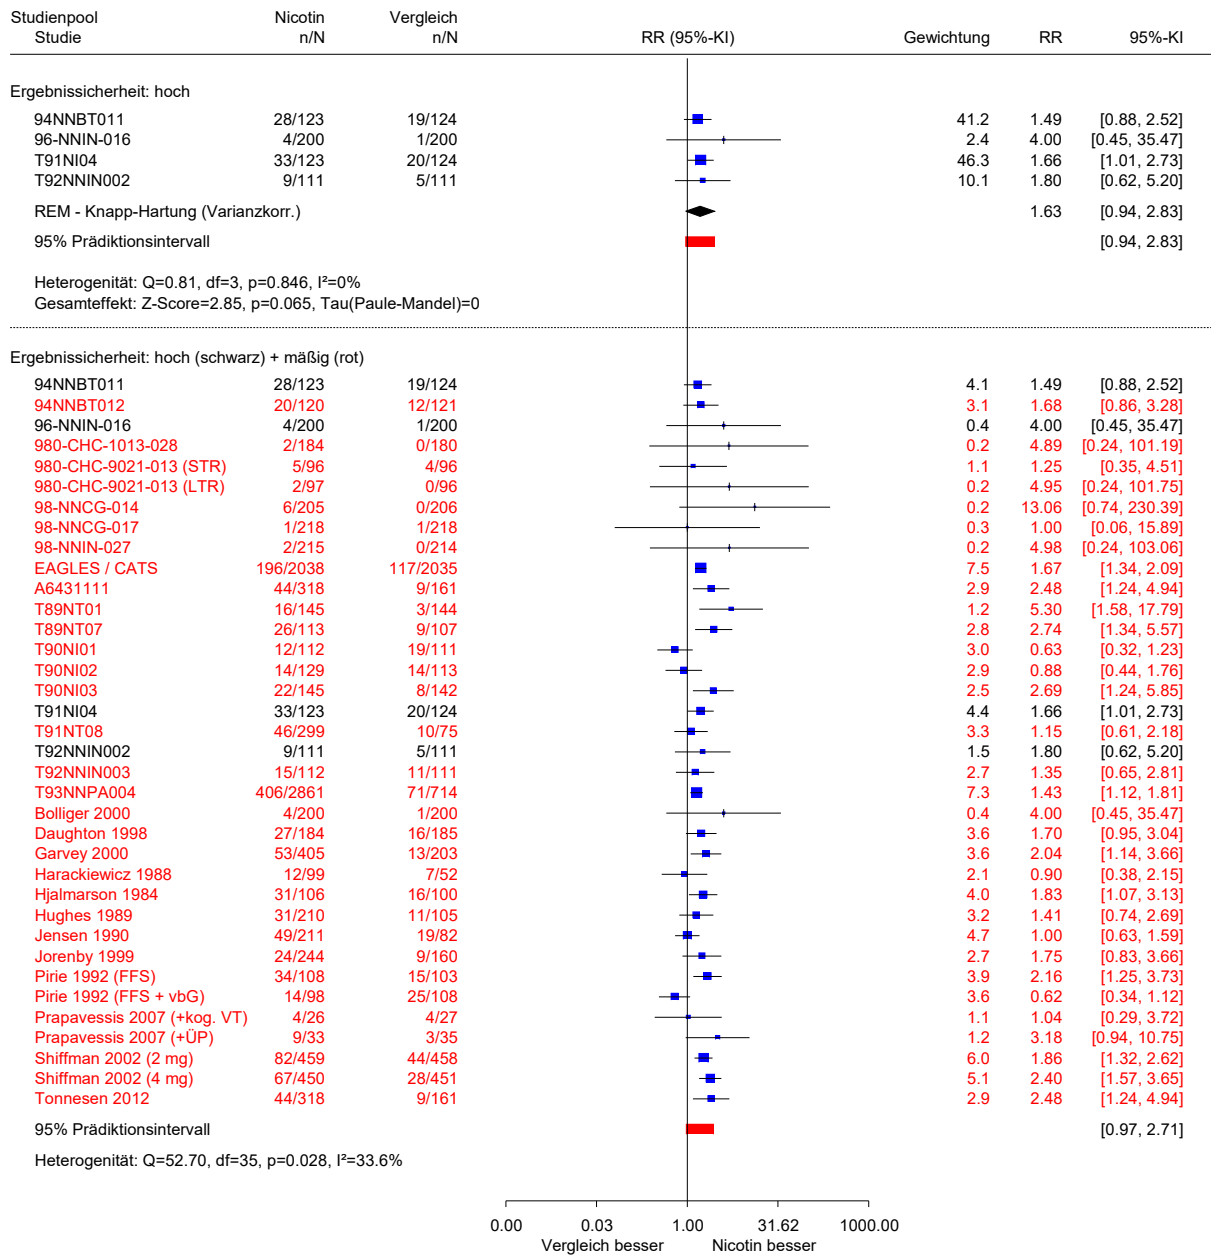 Studienpool Nicotin Vergleich
Studie n/N n/N RR (95%-KI) Gewichtung RR 95%-KI
Ergebnissicherheit: hoch
94NNBT011 28/123 19/124 41.2 1.49 [0.88, 2.52]
96-NNIN-016 4/200 1/200 2.4 4.00 [0.45, 35.47]
T91NI04 33/123 20/124 46.3 1.66 [1.01, 2.73]
T92NNIN002 9/111 5/111 10.1 1.80 [0.62, 5.20]
REM - Knapp-Hartung (Varianzkorr.) 1.63 [0.94, 2.83]
95% Prädiktionsintervall [0.94, 2.83]
Heterogenität: Q=0.81, df=3, p=0.846, I²=0%
Gesamteffekt: Z-Score=2.85, p=0.065, Tau(Paule-Mandel)=0
Ergebnissicherheit: hoch (schwarz) + mäßig (rot)
94NNBT011 28/123 19/124 4.1 1.49 [0.88, 2.52]
94NNBT012 20/120 12/121 3.1 1.68 [0.86, 3.28]
96-NNIN-016 4/200 1/200 0.4 4.00 [0.45, 35.47]
980-CHC-1013-028 2/184 0/180 0.2 4.89 [0.24, 101.19]
980-CHC-9021-013 (STR) 5/96 4/96 1.1 1.25 [0.35, 4.51]
980-CHC-9021-013 (LTR) 2/97 0/96 0.2 4.95 [0.24, 101.75]
98-NNCG-014 6/205 0/206 0.2 13.06 [0.74, 230.39]
98-NNCG-017 1/218 1/218 0.3 1.00 [0.06, 15.89]
98-NNIN-027 2/215 0/214 0.2 4.98 [0.24, 103.06]
EAGLES / CATS 196/2038 117/2035 7.5 1.67 [1.34, 2.09]
A6431111 44/318 9/161 2.9 2.48 [1.24, 4.94]
T89NT01 16/145 3/144 1.2 5.30 [1.58, 17.79]
T89NT07 26/113 9/107 2.8 2.74 [1.34, 5.57]
T90NI01 12/112 19/111 3.0 0.63 [0.32, 1.23]
T90NI02 14/129 14/113 2.9 0.88 [0.44, 1.76]
T90NI03 22/145 8/142 2.5 2.69 [1.24, 5.85]
T91NI04 33/123 20/124 4.4 1.66 [1.01, 2.73]
T91NT08 46/299 10/75 3.3 1.15 [0.61, 2.18]
T92NNIN002 9/111 5/111 1.5 1.80 [0.62, 5.20]
T92NNIN003 15/112 11/111 2.7 1.35 [0.65, 2.81]
T93NNPA004 406/2861 71/714 7.3 1.43 [1.12, 1.81]
Bolliger 2000 4/200 1/200 0.4 4.00 [0.45, 35.47]
Daughton 1998 27/184 16/185 3.6 1.70 [0.95, 3.04]
Garvey 2000 53/405 13/203 3.6 2.04 [1.14, 3.66]
Harackiewicz 1988 12/99 7/52 2.1 0.90 [0.38, 2.15]
Hjalmarson 1984 31/106 16/100 4.0 1.83 [1.07, 3.13]
Hughes 1989 31/210 11/105 3.2 1.41 [0.74, 2.69]
Jensen 1990 49/211 19/82 4.7 1.00 [0.63, 1.59]
Jorenby 1999 24/244 9/160 2.7 1.75 [0.83, 3.66]
Pirie 1992 (FFS) 34/108 15/103 3.9 2.16 [1.25, 3.73]
Pirie 1992 (FFS + vbG) 14/98 25/108 3.6 0.62 [0.34, 1.12]
Prapavessis 2007 (+kog. VT) 4/26 4/27 1.1 1.04 [0.29, 3.72]
Prapavessis 2007 (+ÜP) 9/33 3/35 1.2 3.18 [0.94, 10.75]
Shiffman 2002 (2 mg) 82/459 44/458 6.0 1.86 [1.32, 2.62]
Shiffman 2002 (4 mg) 67/450 28/451 5.1 2.40 [1.57, 3.65]
Tonnesen 2012 44/318 9/161 2.9 2.48 [1.24, 4.94]
95% Prädiktionsintervall [0.97, 2.71]
Heterogenität: Q=52.70, df=35, p=0.028, I²=33.6%
0.00 0.03 1.00 31.62 1000.00
Vergleich besser Nicotin besser